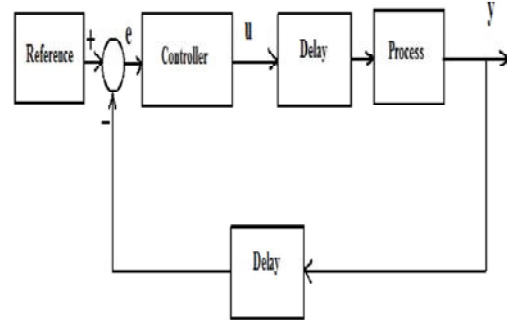 Reference
+
e
Controller
u
Delay
Process
y
-
Delay